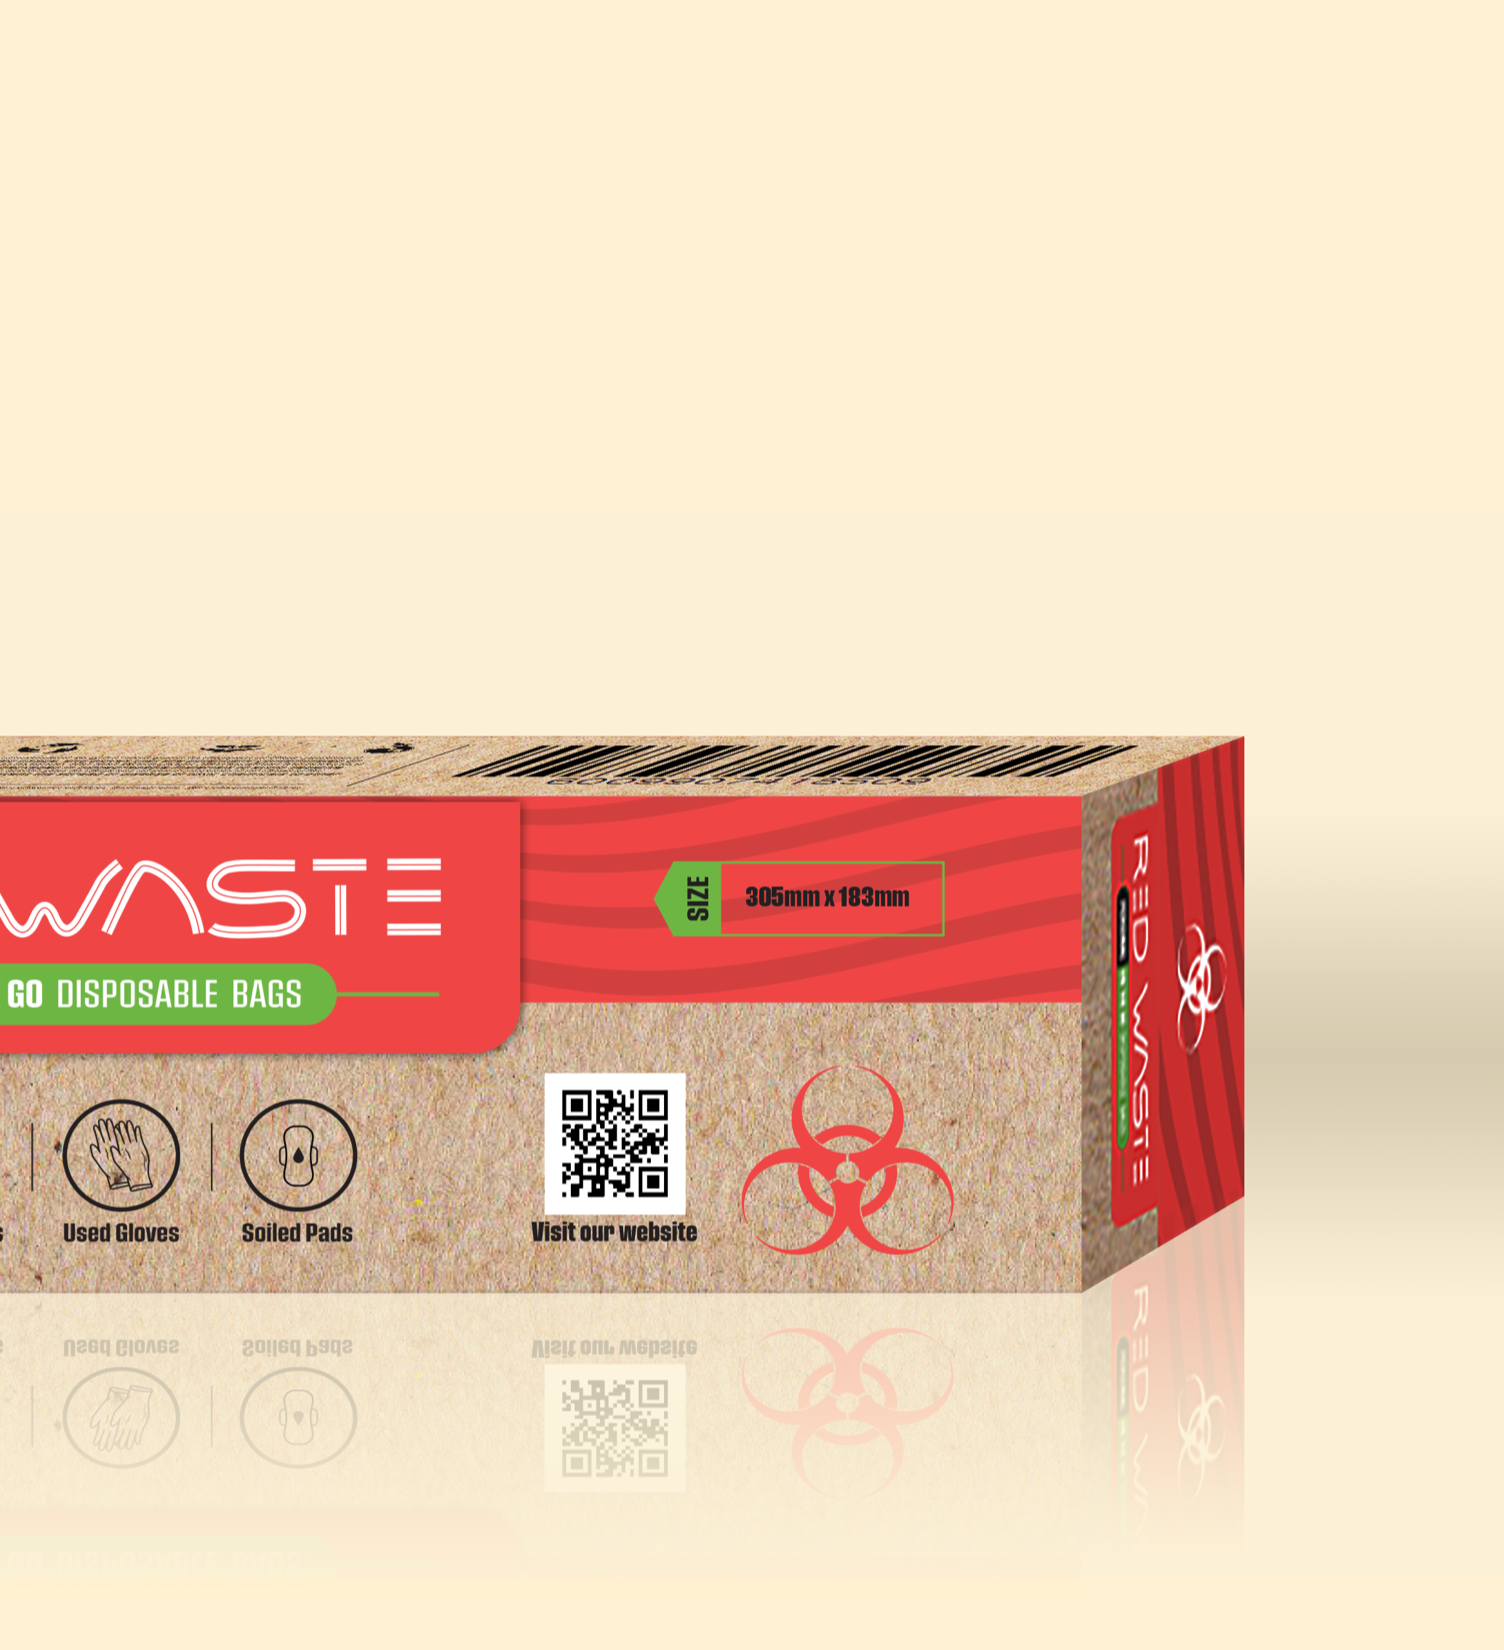 WASTE
GO DISPOSABLE BAGS
SIZE
305mm x 183mm
Used Gloves
Soiled Pads
Visit our website
RED WASTE